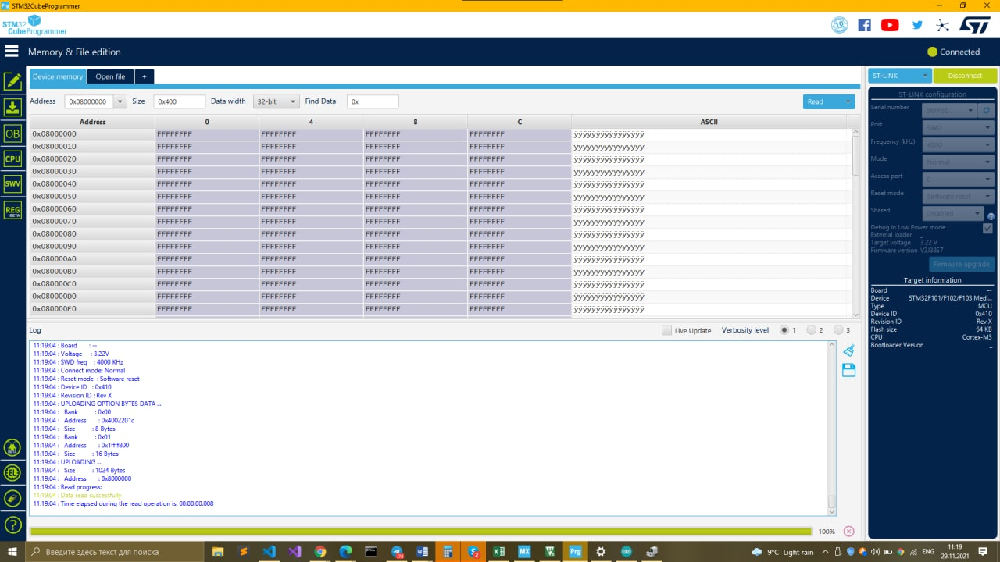 STM32CubeProgrammer
STM32
CubeProgrammer
Memory & File edition
Connected
Device memory
Open file
+
Address
0x08000000
Size
0x400
Data width
32-bit
Find Data
0x
Read
Address 0 4 8 C ASCII
0x08000000 FFFFFFFF FFFFFFFF FFFFFFFF FFFFFFFF ÿÿÿÿÿÿÿÿÿÿÿÿÿÿÿÿ
0x08000010 FFFFFFFF FFFFFFFF FFFFFFFF FFFFFFFF ÿÿÿÿÿÿÿÿÿÿÿÿÿÿÿÿ
0x08000020 FFFFFFFF FFFFFFFF FFFFFFFF FFFFFFFF ÿÿÿÿÿÿÿÿÿÿÿÿÿÿÿÿ
0x08000030 FFFFFFFF FFFFFFFF FFFFFFFF FFFFFFFF ÿÿÿÿÿÿÿÿÿÿÿÿÿÿÿÿ
0x08000040 FFFFFFFF FFFFFFFF FFFFFFFF FFFFFFFF ÿÿÿÿÿÿÿÿÿÿÿÿÿÿÿÿ
0x08000050 FFFFFFFF FFFFFFFF FFFFFFFF FFFFFFFF ÿÿÿÿÿÿÿÿÿÿÿÿÿÿÿÿ
0x08000060 FFFFFFFF FFFFFFFF FFFFFFFF FFFFFFFF ÿÿÿÿÿÿÿÿÿÿÿÿÿÿÿÿ
0x08000070 FFFFFFFF FFFFFFFF FFFFFFFF FFFFFFFF ÿÿÿÿÿÿÿÿÿÿÿÿÿÿÿÿ
0x08000080 FFFFFFFF FFFFFFFF FFFFFFFF FFFFFFFF ÿÿÿÿÿÿÿÿÿÿÿÿÿÿÿÿ
0x08000090 FFFFFFFF FFFFFFFF FFFFFFFF FFFFFFFF ÿÿÿÿÿÿÿÿÿÿÿÿÿÿÿÿ
0x080000A0 FFFFFFFF FFFFFFFF FFFFFFFF FFFFFFFF ÿÿÿÿÿÿÿÿÿÿÿÿÿÿÿÿ
0x080000B0 FFFFFFFF FFFFFFFF FFFFFFFF FFFFFFFF ÿÿÿÿÿÿÿÿÿÿÿÿÿÿÿÿ
0x080000C0 FFFFFFFF FFFFFFFF FFFFFFFF FFFFFFFF ÿÿÿÿÿÿÿÿÿÿÿÿÿÿÿÿ
0x080000D0 FFFFFFFF FFFFFFFF FFFFFFFF FFFFFFFF ÿÿÿÿÿÿÿÿÿÿÿÿÿÿÿÿ
0x080000E0 FFFFFFFF FFFFFFFF FFFFFFFF FFFFFFFF ÿÿÿÿÿÿÿÿÿÿÿÿÿÿÿÿ
OB
CPU
SWV
REG
BETA
Log
Live Update
Verbosity level
1
2
3
11:19:04 : Board : --
11:19:04 : Voltage : 3.22V
11:19:04 : SWD freq : 4000 KHz
11:19:04 : Connect mode: Normal
11:19:04 : Reset mode : Software reset
11:19:04 : Device ID : 0x410
11:19:04 : Revision ID : Rev X
11:19:04 : UPLOADING OPTION BYTES DATA ...
11:19:04 : Bank : 0x00
11:19:04 : Address : 0x4002201c
11:19:04 : Size : 8 Bytes
11:19:04 : Bank : 0x01
11:19:04 : Address : 0x1ffff800
11:19:04 : Size : 16 Bytes
11:19:04 : UPLOADING ...
11:19:04 : Size : 1024 Bytes
11:19:04 : Address : 0x8000000
11:19:04 : Read progress:
11:19:04 : Data read successfully
11:19:04 : Time elapsed during the read operation is: 00:00:00.008
100%
ST-LINK
Disconnect
ST-LINK configuration
Serial number
Port SWD
Frequency (kHz) 4000
Mode Normal
Access port 0
Reset mode Software reset
Shared Disabled
Debug in Low Power mode
External loader _
Target voltage 3.22 V
Firmware version V2J38S7
Firmware upgrade
Target information
Board --
Device STM32F101/F102/F103 Medi...
Type MCU
Device ID 0x410
Revision ID Rev X
Flash size 64 KB
CPU Cortex-M3
Bootloader Version _
Введите здесь текст для поиска
9°C Light rain
ENG
11:19
29.11.2021